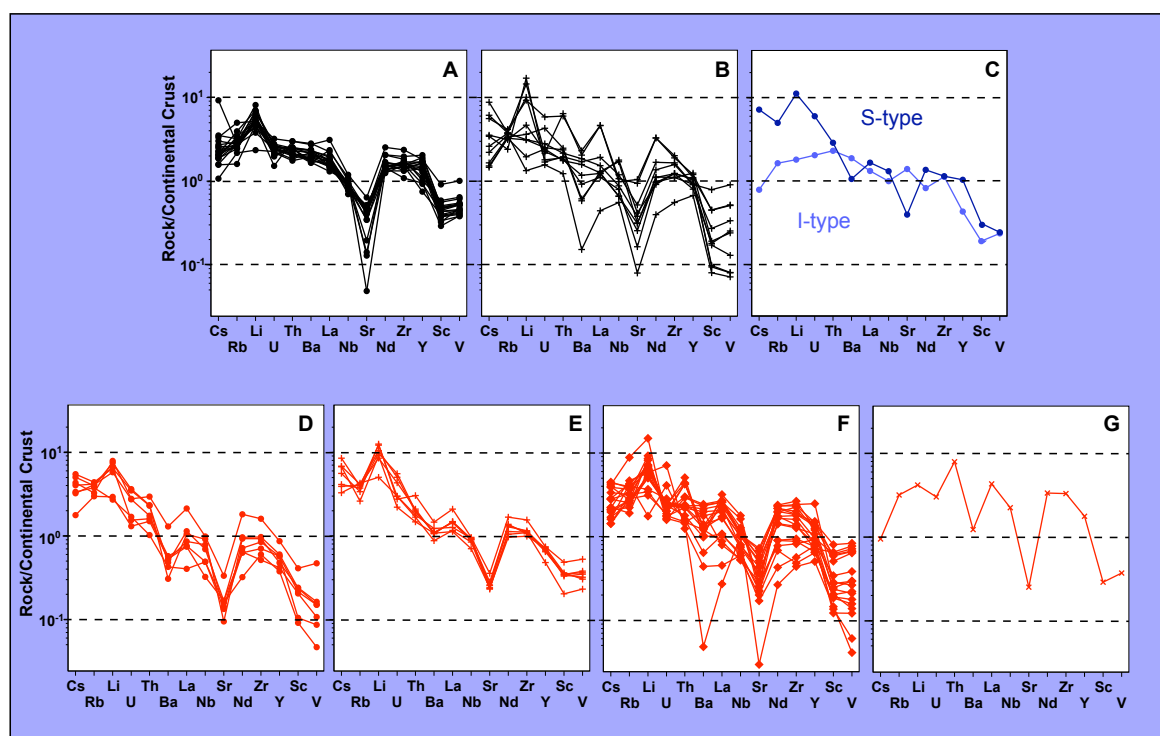 A
B
C
Rock/Continental Crust
10¹
10⁰
10⁻¹
S-type
I-type
Cs Li Th La Sr Zr Sc
Rb U Ba Nb Nd Y V
Cs Li Th La Sr Zr Sc
Rb U Ba Nb Nd Y V
Cs Li Th La Sr Zr Sc
Rb U Ba Nb Nd Y V
D
E
F
G
Rock/Continental Crust
10¹
10⁰
10⁻¹
Cs Li Th La Sr Zr Sc
Rb U Ba Nb Nd Y V
Cs Li Th La Sr Zr Sc
Rb U Ba Nb Nd Y V
Cs Li Th La Sr Zr Sc
Rb U Ba Nb Nd Y V
Cs Li Th La Sr Zr Sc
Rb U Ba Nb Nd Y V